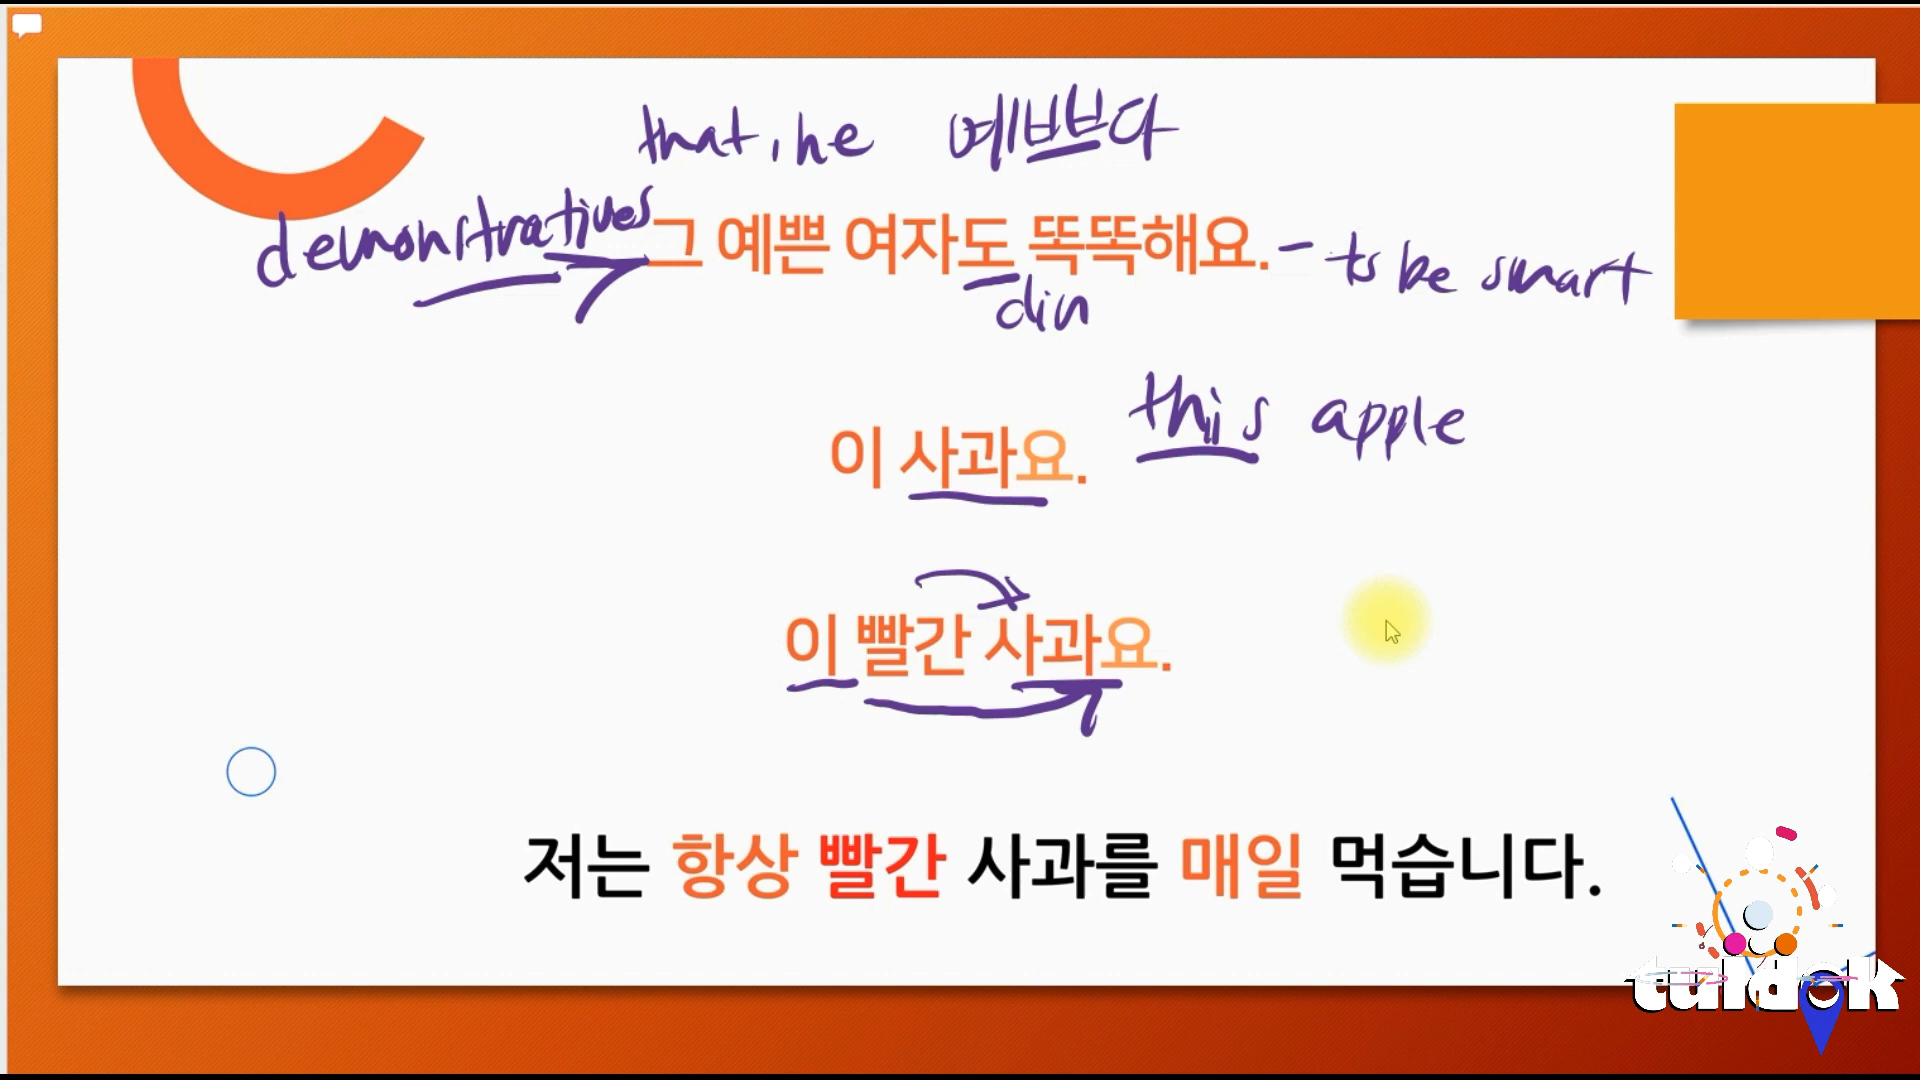 that, he 예쁘다
demonstratives
그 예쁜 여자도 똑똑해요. - to be smart
din
이 사과요. this apple
이 빨간 사과요.
저는 항상 빨간 사과를 매일 먹습니다.
turdok